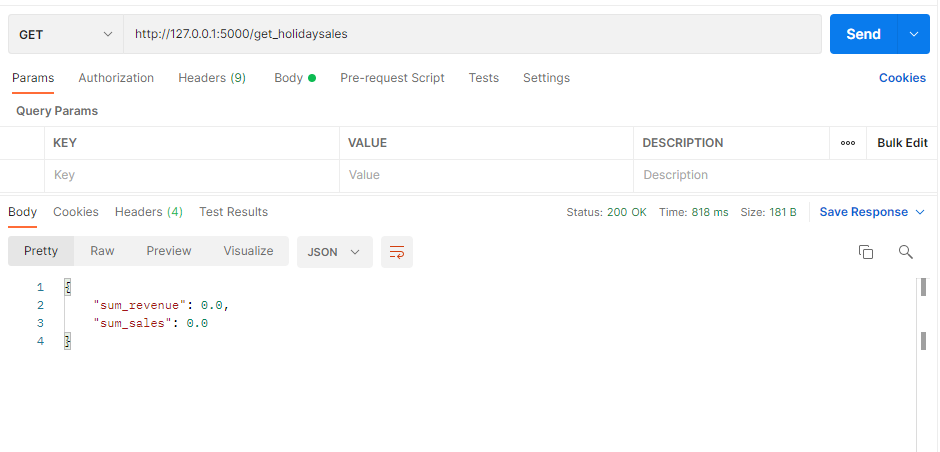 GET http://127.0.0.1:5000/get_holidaysales Send
Params Authorization Headers (9) Body Pre-request Script Tests Settings Cookies
Query Params
KEY VALUE DESCRIPTION ooo Bulk Edit
Key Value Description
Body Cookies Headers (4) Test Results Status: 200 OK Time: 818 ms Size: 181 B Save Response
Pretty Raw Preview Visualize JSON
1 {
2 "sum_revenue": 0.0,
3 "sum_sales": 0.0
4 }